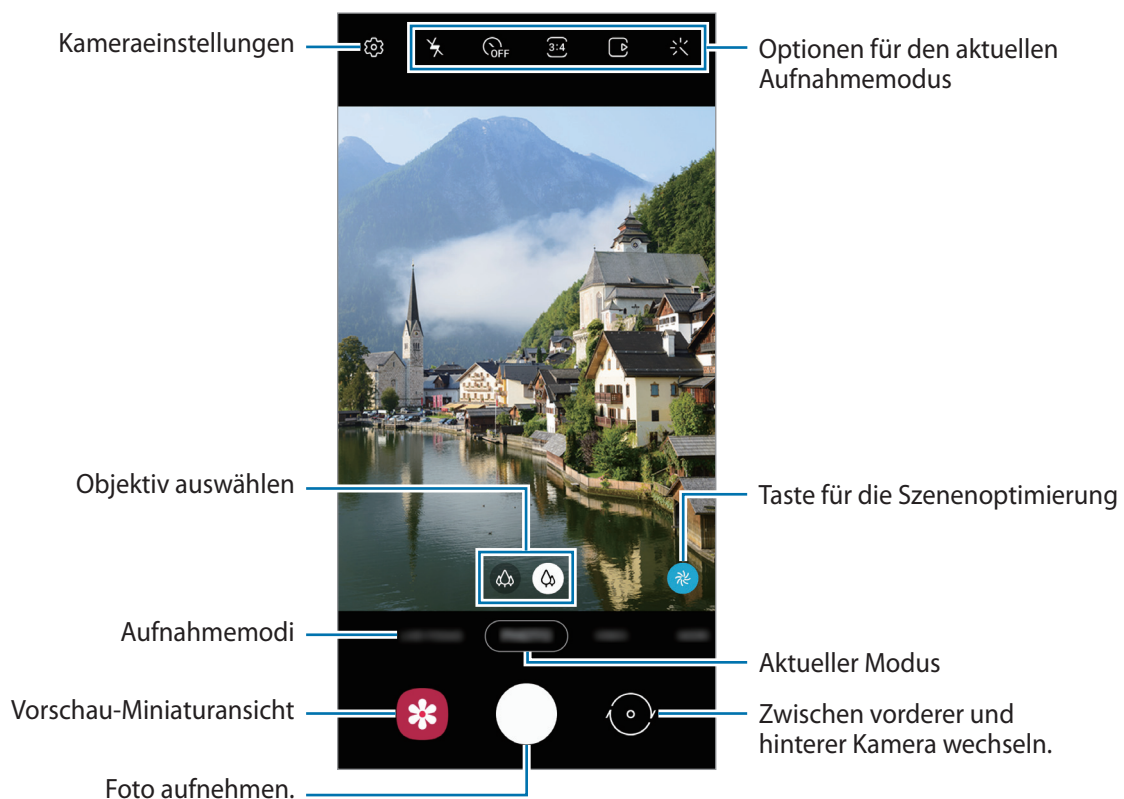 Kameraeinstellungen
OFF
3:4
Optionen für den aktuellen
Aufnahmemodus
Objektiv auswählen
Taste für die Szenenoptimierung
Aufnahmemodi
Aktueller Modus
Vorschau-Miniaturansicht
Zwischen vorderer und
hinterer Kamera wechseln.
Foto aufnehmen.